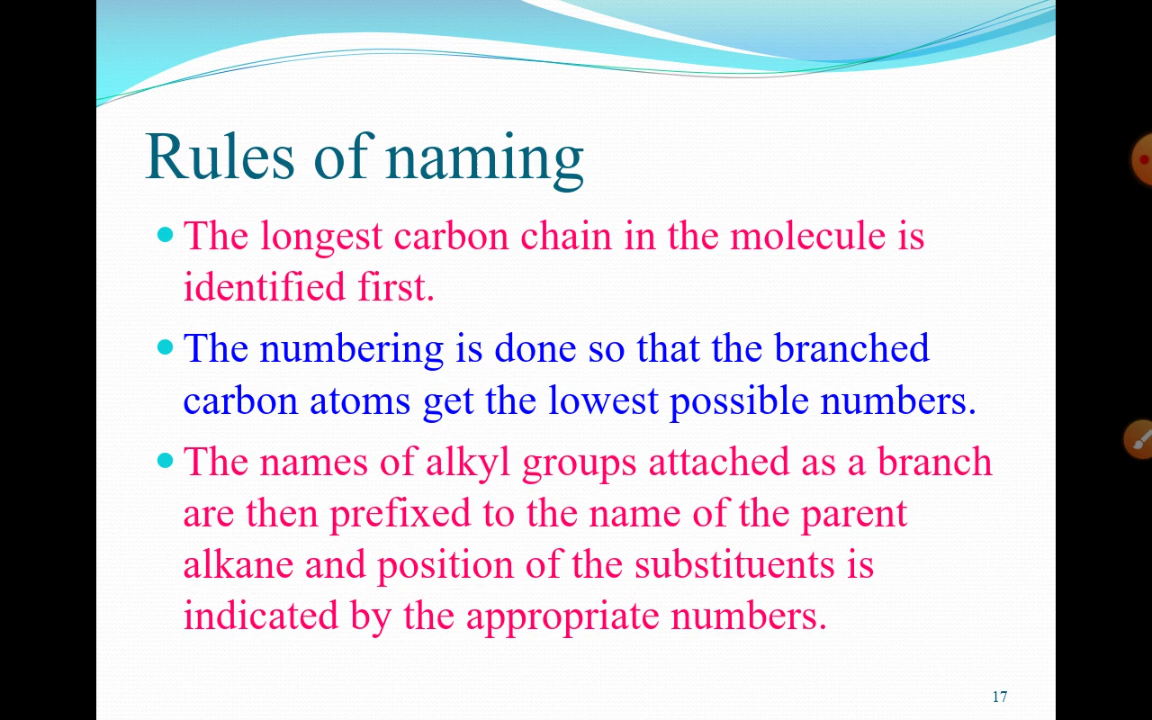 Rules of naming
The longest carbon chain in the molecule is
identified first.
The numbering is done so that the branched
carbon atoms get the lowest possible numbers.
The names of alkyl groups attached as a branch
are then prefixed to the name of the parent
alkane and position of the substituents is
indicated by the appropriate numbers.
17